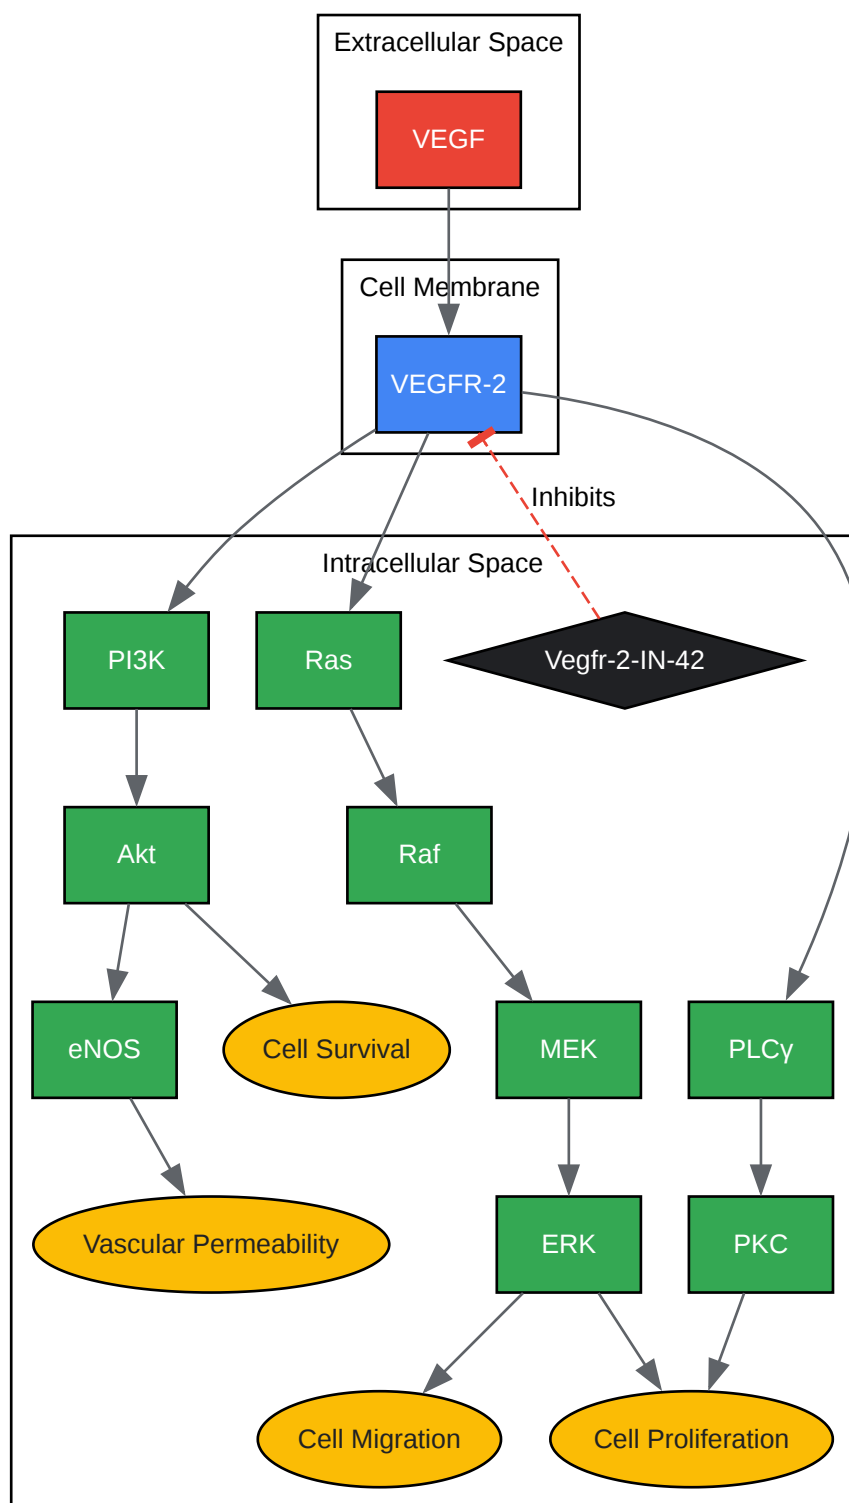 Extracellular Space
VEGF
Cell Membrane
VEGFR-2
Inhibits
Intracellular Space
PI3K
Ras
Vegfr-2-IN-42
Akt
Raf
eNOS
Cell Survival
MEK
PLCγ
Vascular Permeability
ERK
PKC
Cell Migration
Cell Proliferation